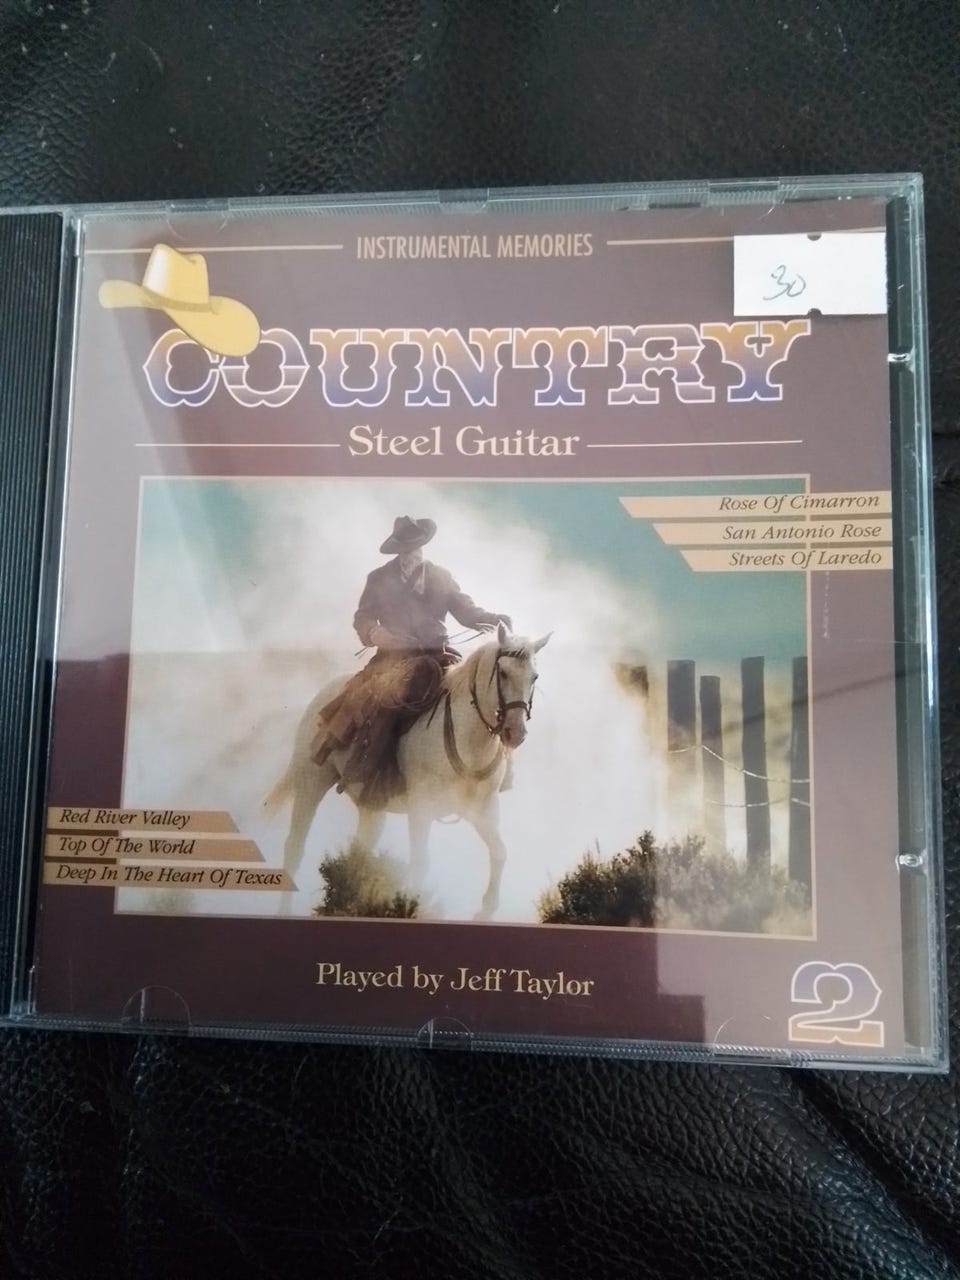 INSTRUMENTAL MEMORIES
30
COUNTRY
Steel Guitar
Rose Of Cimarron
San Antonio Rose
Streets Of Laredo
Red River Valley
Top Of The World
Deep In The Heart Of Texas
Played by Jeff Taylor
2